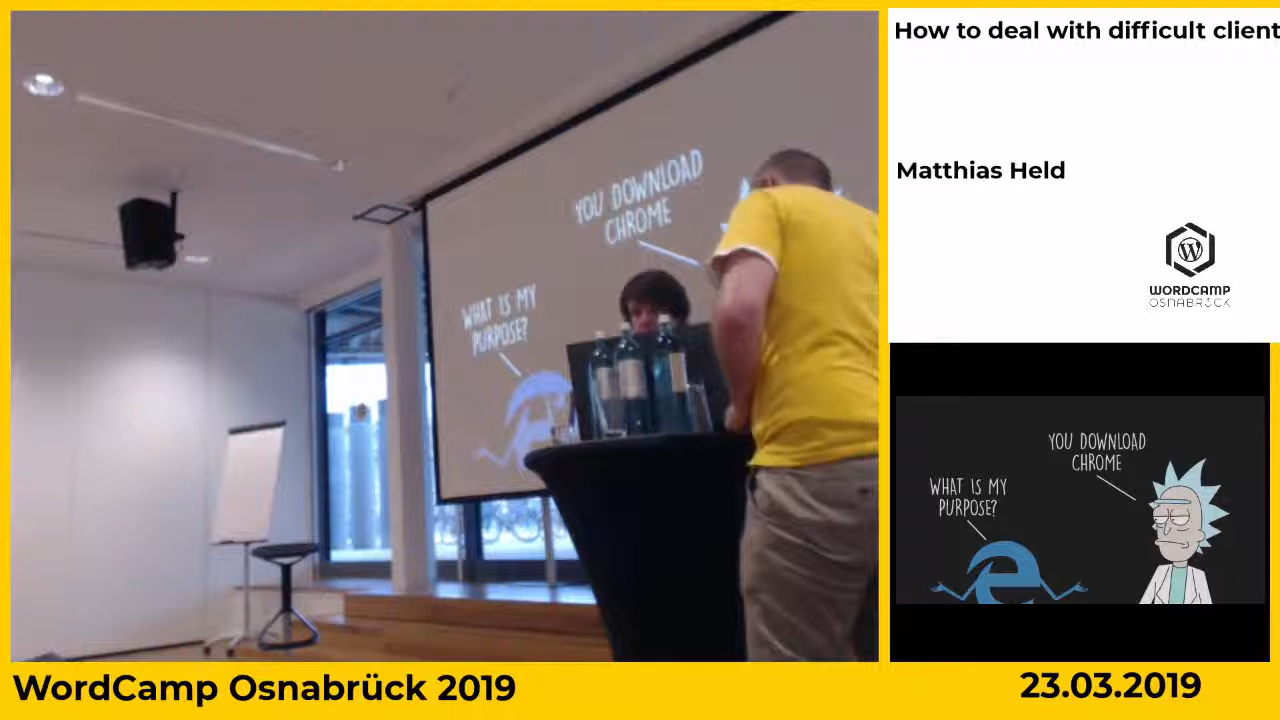 How to deal with difficult client
Matthias Held
W
WORDCAMP
OSNABRÜCK
YOU DOWNLOAD
CHROME
WHAT IS MY
PURPOSE?
YOU DOWNLOAD
CHROME
WHAT IS MY
PURPOSE?
WordCamp Osnabrück 2019
23.03.2019